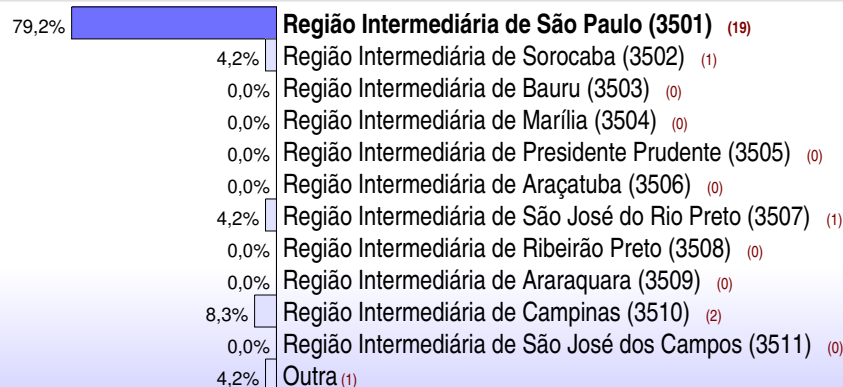 79,2% Região Intermediária de São Paulo (3501) (19)
4,2% Região Intermediária de Sorocaba (3502) (1)
0,0% Região Intermediária de Bauru (3503) (0)
0,0% Região Intermediária de Marília (3504) (0)
0,0% Região Intermediária de Presidente Prudente (3505) (0)
0,0% Região Intermediária de Araçatuba (3506) (0)
4,2% Região Intermediária de São José do Rio Preto (3507) (1)
0,0% Região Intermediária de Ribeirão Preto (3508) (0)
0,0% Região Intermediária de Araraquara (3509) (0)
8,3% Região Intermediária de Campinas (3510) (2)
0,0% Região Intermediária de São José dos Campos (3511) (0)
4,2% Outra (1)